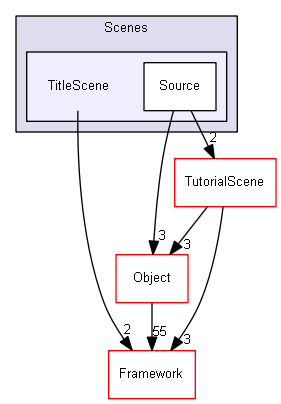 Scenes
TitleScene
Source
2
TutorialScene
3
3
Object
2
55
3
Framework